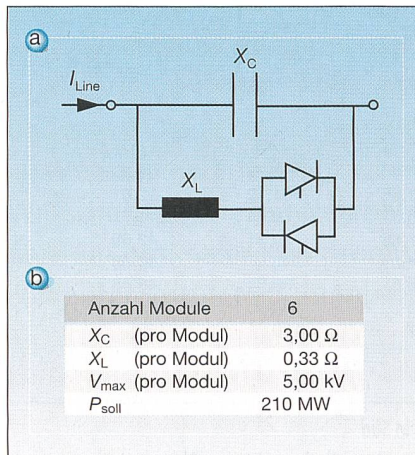 a
X_C
I_Line
X_L
b
Anzahl Module 6
X_C (pro Modul) 3,00 Ω
X_L (pro Modul) 0,33 Ω
V_max (pro Modul) 5,00 kV
P_soll 210 MW